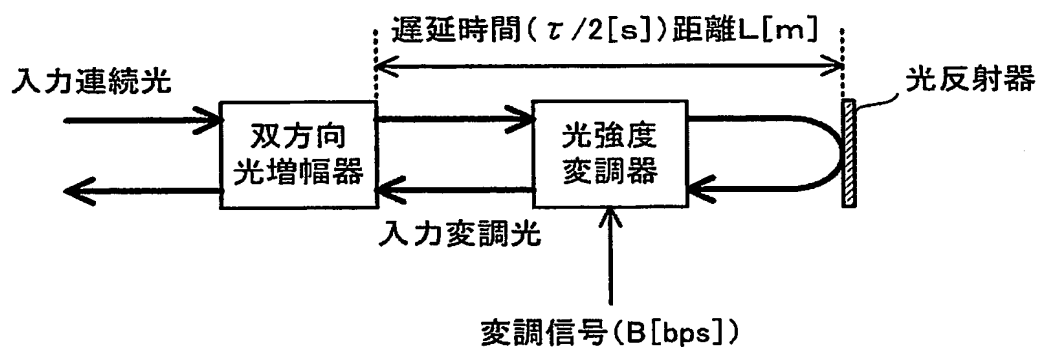 遅延時間(τ/2[s])距離L[m]
入力連続光
光反射器
双方向
光増幅器
光強度
変調器
入力変調光
変調信号(B[bps])